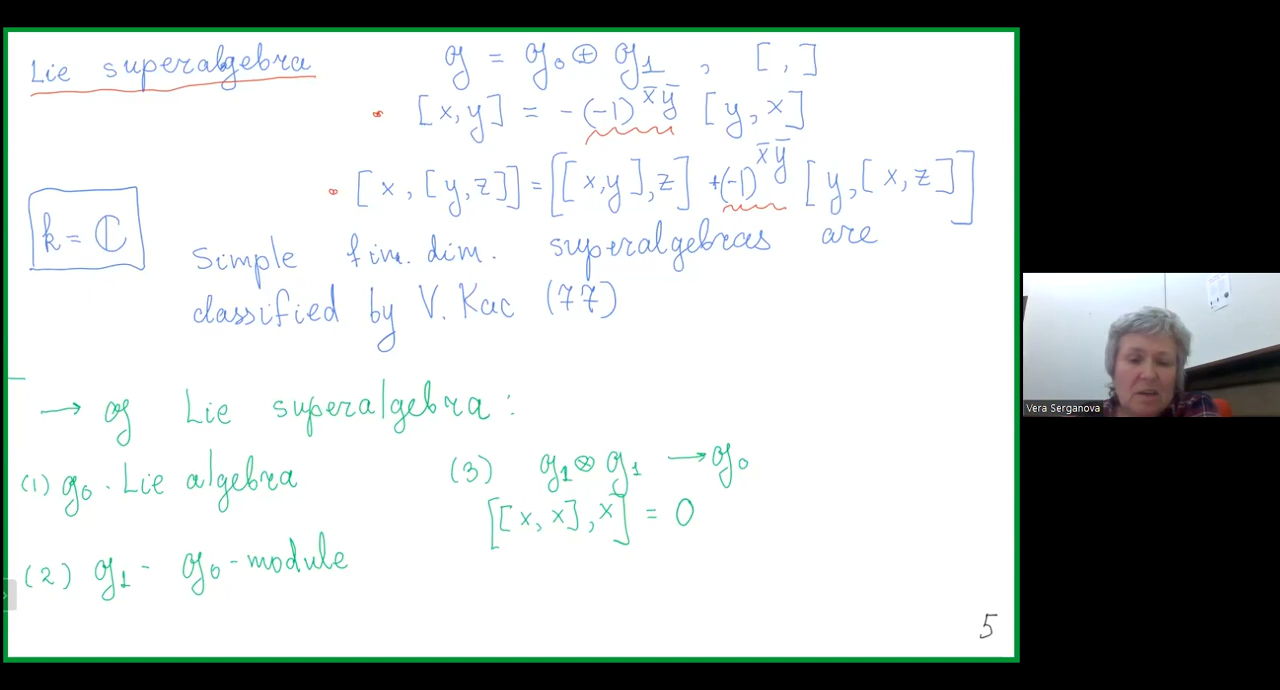 Lie superalgebra
g = g₀ ⊕ g₁ , [ , ]
[x,y] = -(-1)^{x̄ȳ} [y,x]
[x,[y,z]] = [[x,y],z] +(-1)^{x̄ȳ} [y,[x,z]]
k = ℂ
Simple fin. dim. superalgebras are
classified by V. Kac (77)
→ g Lie superalgebra :
(1) g₀ - Lie algebra
(2) g₁ - g₀-module
(3) g₁ ⊗ g₁ → g₀
[[x,x],x] = 0
5
Vera Serganova